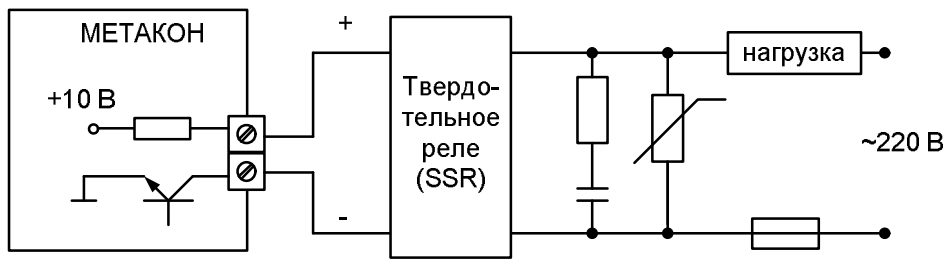 МЕТАКОН
+10 В
+
-
Твердо-
тельное
реле
(SSR)
нагрузка
~220 В